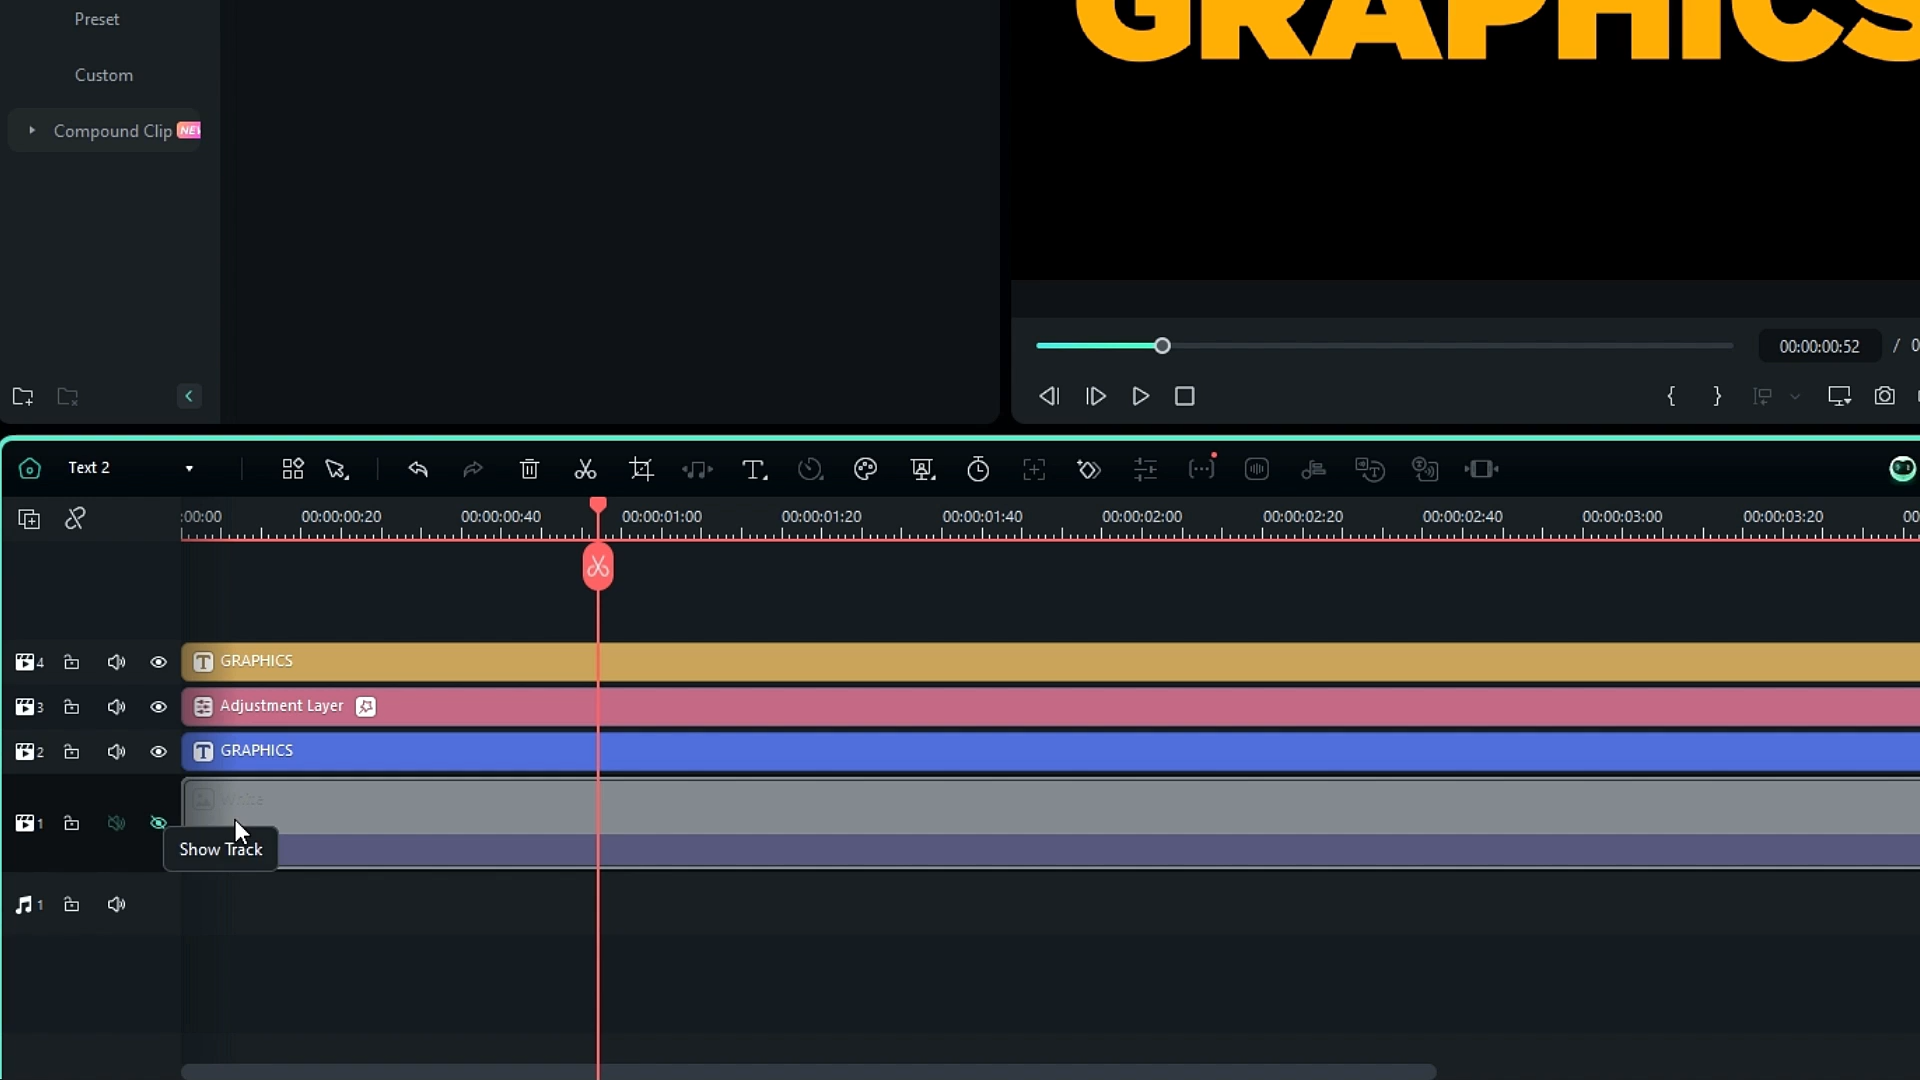 Preset
GRAPHICS
Custom
Compound Clip NEW
00:00:00:52 / 0
Text 2
:00:00 00:00:00:20 00:00:00:40 00:00:01:00 00:00:01:20 00:00:01:40 00:00:02:00 00:00:02:20 00:00:02:40 00:00:03:00 00:00:03:20 00
4 GRAPHICS
3 Adjustment Layer
2 GRAPHICS
White
1
Show Track
1